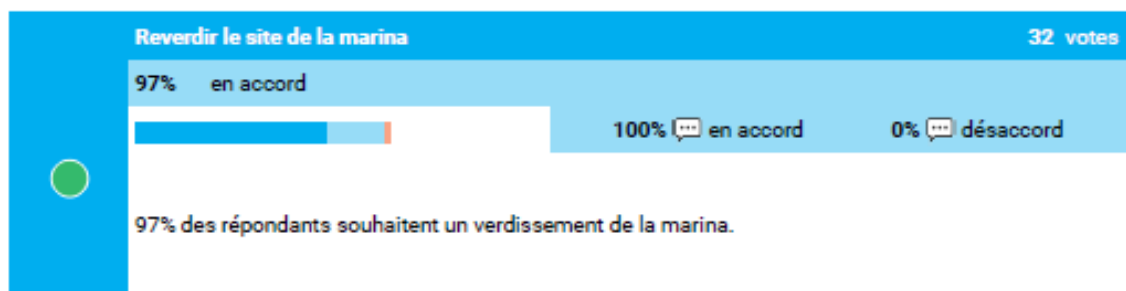 Reverdir le site de la marina 32 votes
97% en accord
100% en accord 0% désaccord
97% des répondants souhaitent un verdissement de la marina.